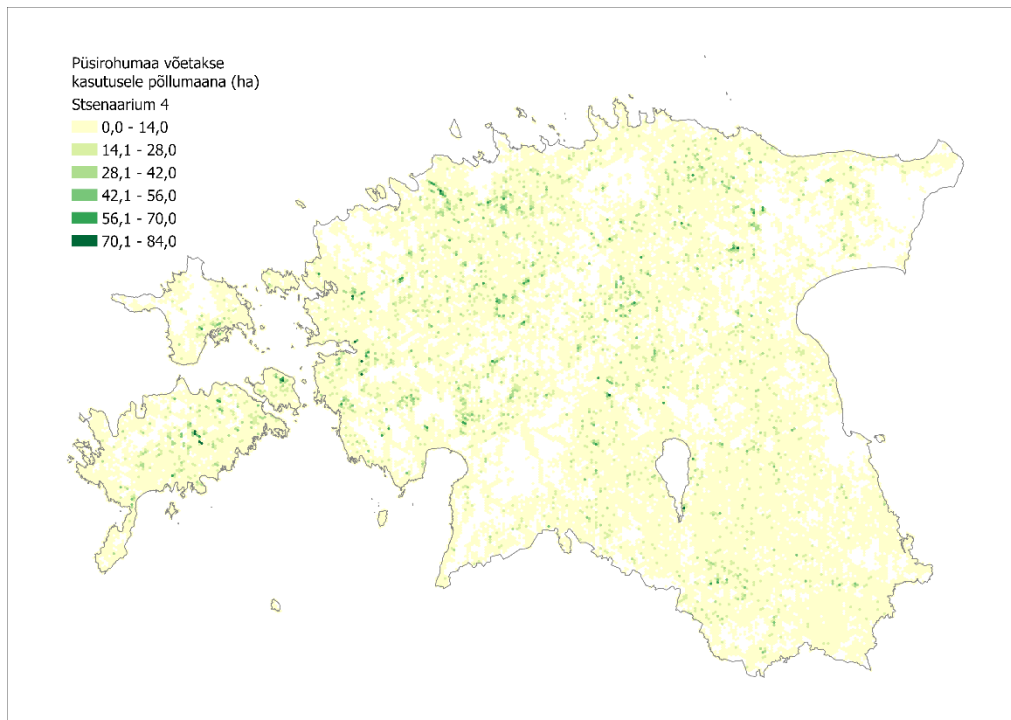 Püsirohumaa võetakse
kasutusele põllumaana (ha)
Stsenaarium 4
0,0 - 14,0
14,1 - 28,0
28,1 - 42,0
42,1 - 56,0
56,1 - 70,0
70,1 - 84,0